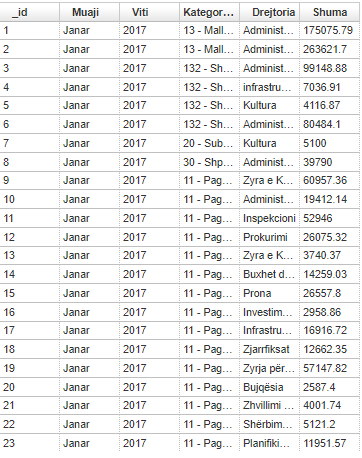 _id Muaji Viti Kategor... Drejtoria Shuma
1 Janar 2017 13 - Mall... Administ... 175075.79
2 Janar 2017 13 - Mall... Administ... 263621.7
3 Janar 2017 132 - Sh... Administ... 99148.88
4 Janar 2017 132 - Sh... infrastru... 7036.91
5 Janar 2017 132 - Sh... Kultura 4116.87
6 Janar 2017 132 - Sh... Administ... 80484.1
7 Janar 2017 20 - Sub... Kultura 5100
8 Janar 2017 30 - Shp... Administ... 39790
9 Janar 2017 11 - Pag... Zyra e K... 60957.36
10 Janar 2017 11 - Pag... Administ... 19412.14
11 Janar 2017 11 - Pag... Inspekcioni 52946
12 Janar 2017 11 - Pag... Prokurimi 26075.32
13 Janar 2017 11 - Pag... Zyra e K... 3740.37
14 Janar 2017 11 - Pag... Buxhet d... 14259.03
15 Janar 2017 11 - Pag... Prona 26557.8
16 Janar 2017 11 - Pag... Investim... 2958.86
17 Janar 2017 11 - Pag... Infrastru... 16916.72
18 Janar 2017 11 - Pag... Zjarrfiksat 12662.35
19 Janar 2017 11 - Pag... Zyrja për... 57147.82
20 Janar 2017 11 - Pag... Bujqësia 2587.4
21 Janar 2017 11 - Pag... Zhvillimi ... 4001.74
22 Janar 2017 11 - Pag... Shërbim... 5121.2
23 Janar 2017 11 - Pag... Planifiki... 11951.57